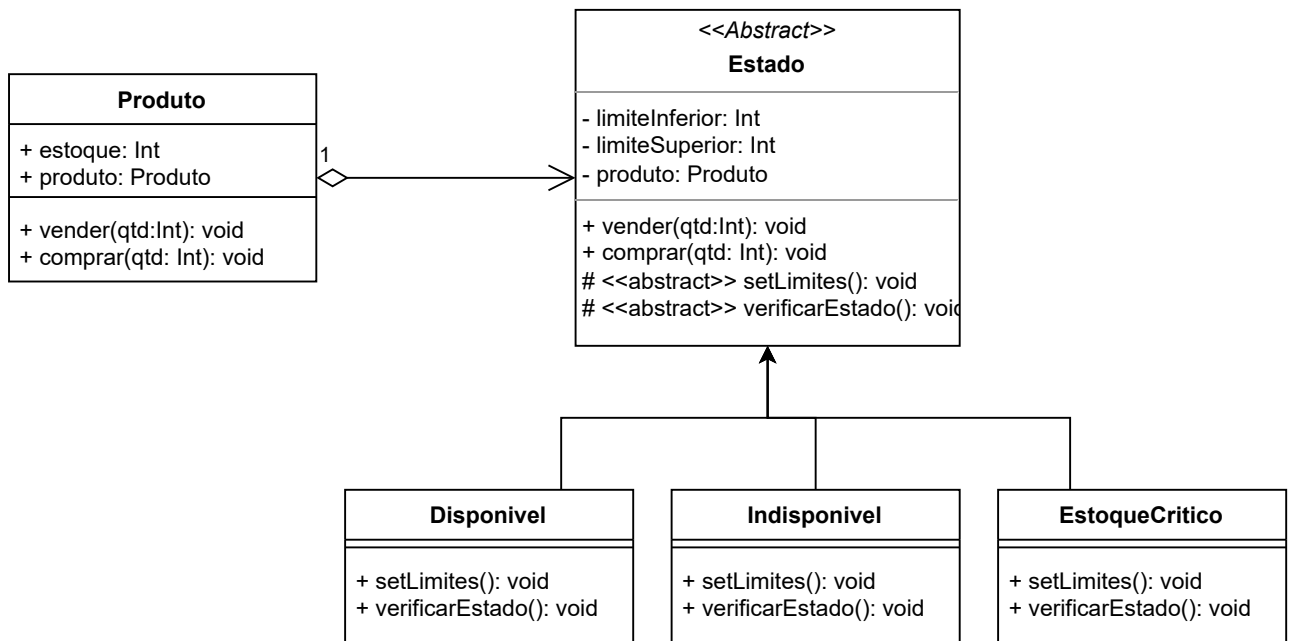 <<Abstract>>
Estado
- limiteInferior: Int
- limiteSuperior: Int
- produto: Produto
+ vender(qtd:Int): void
+ comprar(qtd: Int): void
# <<abstract>> setLimites(): void
# <<abstract>> verificarEstado(): void
Produto
+ estoque: Int
+ produto: Produto
+ vender(qtd:Int): void
+ comprar(qtd: Int): void
1
Disponivel
+ setLimites(): void
+ verificarEstado(): void
Indisponivel
+ setLimites(): void
+ verificarEstado(): void
EstoqueCritico
+ setLimites(): void
+ verificarEstado(): void